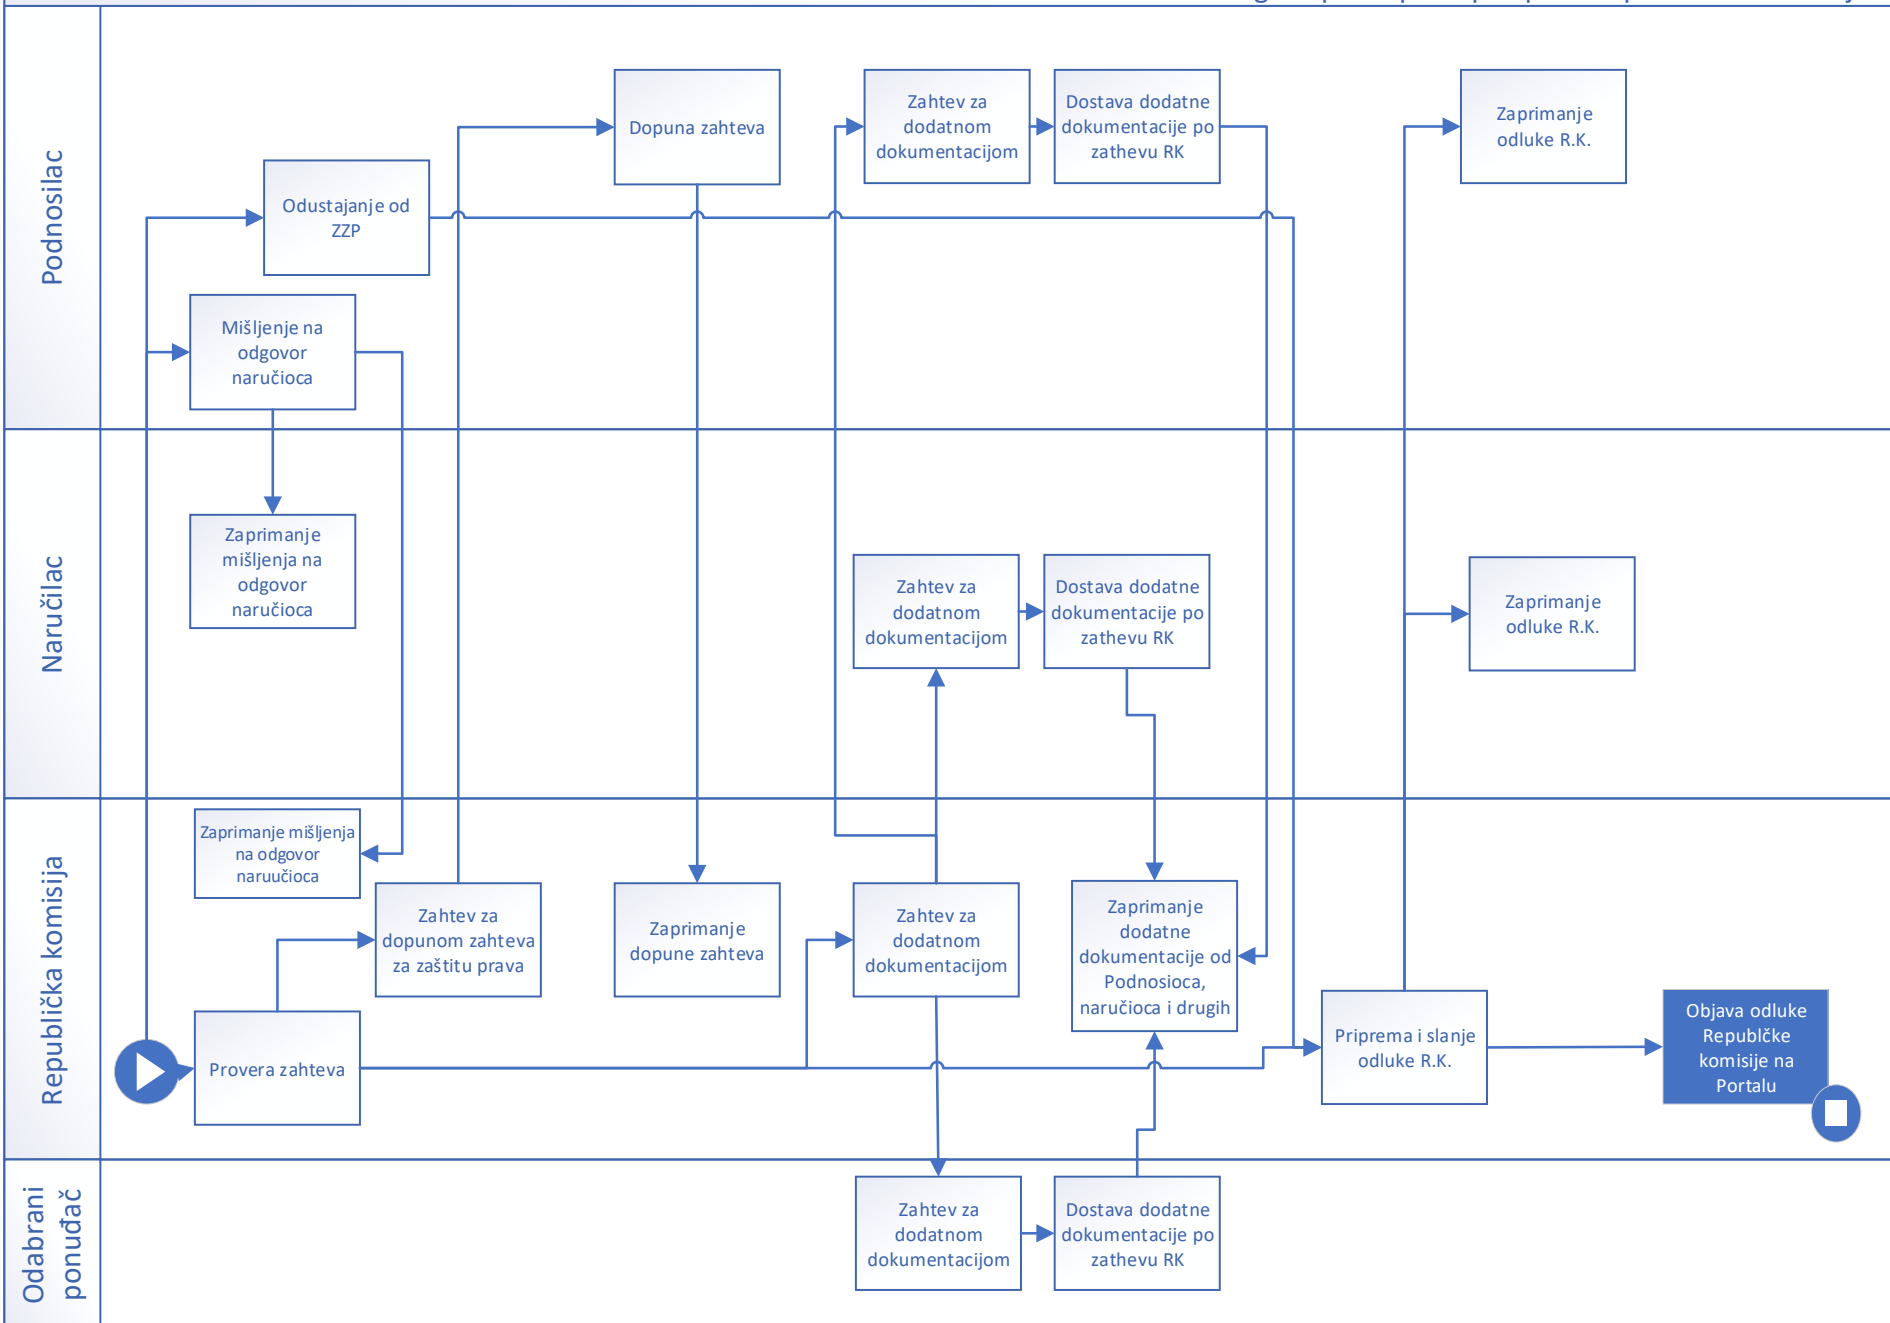 Podnosilac
Dopuna zahteva
Zahtev za
dodatnom
dokumentacijom
Dostava dodatne
dokumentacije po
zathevu RK
Zaprimanje
odluke R.K.
Odustajanje od
ZZP
Mišljenje na
odgovor
naručioca
Naručilac
Zaprimanje
mišljenja na
odgovor
naručioca
Zahtev za
dodatnom
dokumentacijom
Dostava dodatne
dokumentacije po
zathevu RK
Zaprimanje
odluke R.K.
Republička komisija
Zaprimanje mišljenja
na odgovor
naruučioca
Zahtev za
dopunom zahteva
za zaštitu prava
Zaprimanje
dopune zahteva
Zahtev za
dodatnom
dokumentacijom
Zaprimanje
dodatne
dokumentacije od
Podnosioca,
naručioca i drugih
Provera zahteva
Priprema i slanje
odluke R.K.
Objava odluke
Republčke
komisije na
Portalu
Odabrani
ponuđač
Zahtev za
dodatnom
dokumentacijom
Dostava dodatne
dokumentacije po
zathevu RK